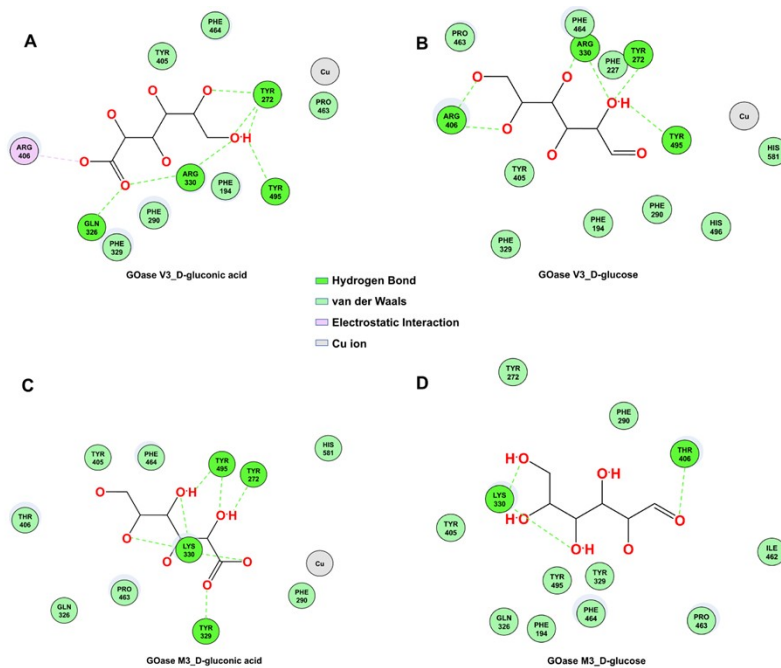 A
PHE
464
TYR
405
Cu
TYR
272
PRO
463
O
O
O
O
O
O·H
ARG
406
O
O
ARG
330
PHE
194
TYR
495
PHE
290
GLN
326
PHE
329
GOase V3_D-gluconic acid
B
PHE
464
PRO
463
ARG
330
TYR
272
PHE
227
O
O
O·H
Cu
ARG
406
O
TYR
495
HIS
581
O
O
TYR
405
PHE
290
PHE
194
HIS
496
PHE
329
GOase V3_D-glucose
Hydrogen Bond
van der Waals
Electrostatic Interaction
Cu ion
C
HIS
581
TYR
405
PHE
464
TYR
495
TYR
272
O
O·H
O·H
THR
406
O
LYS
330
O
O
Cu
O
PRO
463
PHE
290
GLN
326
TYR
329
GOase M3_D-gluconic acid
D
TYR
272
PHE
290
THR
406
H·O
O·H
LYS
330
H·O
O
TYR
405
O·H
O
ILE
462
TYR
495
TYR
329
GLN
326
PHE
194
PHE
464
PRO
463
GOase M3_D-glucose